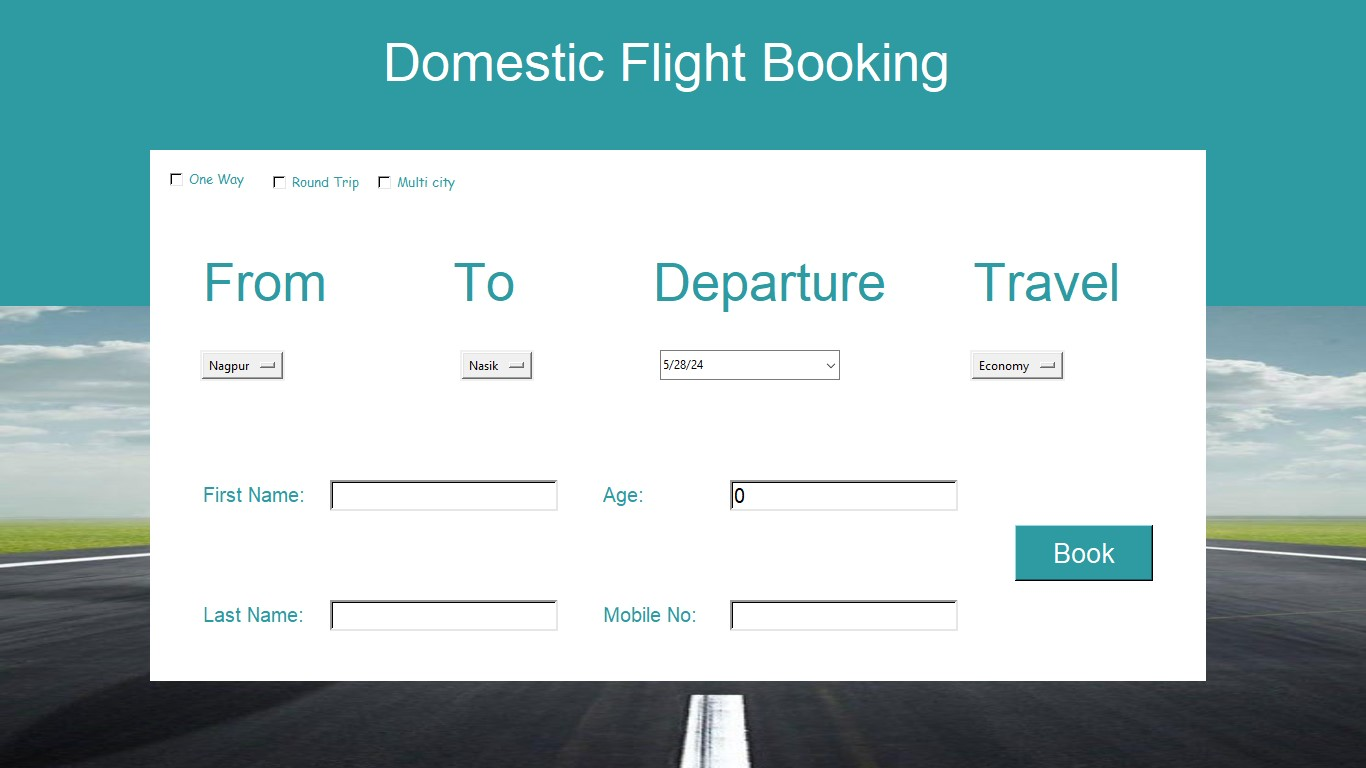 Domestic Flight Booking
One Way Round Trip Multi city
From To Departure Travel
Nagpur Nasik 5/28/24 Economy
First Name: Age: 0
Book
Last Name: Mobile No: